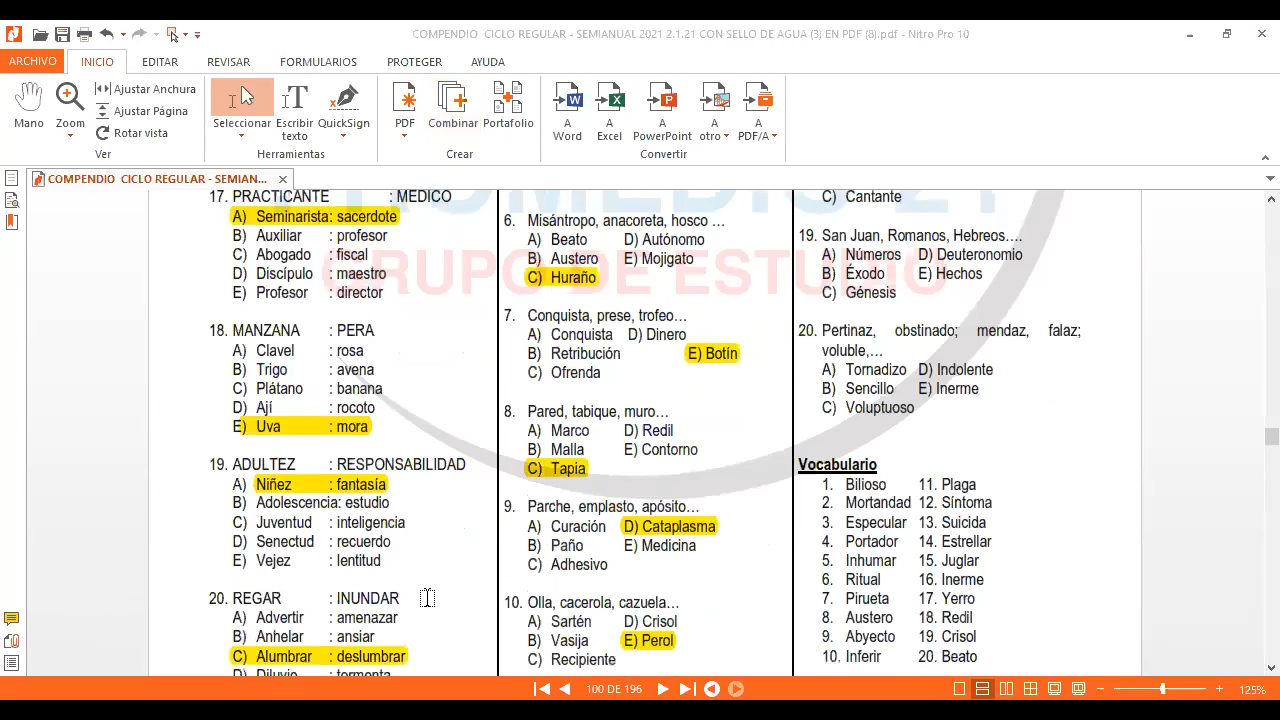 COMPENDIO CICLO REGULAR - SEMIANUAL 2021 2.1.21 CON SELLO DE AGUA (3) EN PDF (8).pdf - Nitro Pro 10
ARCHIVO INICIO EDITAR REVISAR FORMULARIOS PROTEGER AYUDA
Mano
Zoom
Ajustar Anchura
Ajustar Página
Rotar vista
Ver
Seleccionar
Escribir texto
QuickSign
Herramientas
PDF
Combinar
Portafolio
Crear
A Word
A Excel
A PowerPoint
A otro
A PDF/A
Convertir
COMPENDIO CICLO REGULAR - SEMIAN...
GRUPO DE ESTUDIO
17. PRACTICANTE : MEDICO
A) Seminarista: sacerdote
B) Auxiliar : profesor
C) Abogado : fiscal
D) Discípulo : maestro
E) Profesor : director
18. MANZANA : PERA
A) Clavel : rosa
B) Trigo : avena
C) Plátano : banana
D) Ají : rocoto
E) Uva : mora
19. ADULTEZ : RESPONSABILIDAD
A) Niñez : fantasía
B) Adolescencia: estudio
C) Juventud : inteligencia
D) Senectud : recuerdo
E) Vejez : lentitud
20. REGAR : INUNDAR
A) Advertir : amenazar
B) Anhelar : ansiar
C) Alumbrar : deslumbrar
D) Diluvio : tormenta
6. Misántropo, anacoreta, hosco …
A) Beato D) Autónomo
B) Austero E) Mojigato
C) Huraño
7. Conquista, prese, trofeo…
A) Conquista D) Dinero
B) Retribución E) Botín
C) Ofrenda
8. Pared, tabique, muro…
A) Marco D) Redil
B) Malla E) Contorno
C) Tapia
9. Parche, emplasto, apósito…
A) Curación D) Cataplasma
B) Paño E) Medicina
C) Adhesivo
10. Olla, cacerola, cazuela…
A) Sartén D) Crisol
B) Vasija E) Perol
C) Recipiente
C) Cantante
19. San Juan, Romanos, Hebreos….
A) Números D) Deuteronomio
B) Éxodo E) Hechos
C) Génesis
20. Pertinaz, obstinado; mendaz, falaz;
voluble,…
A) Tornadizo D) Indolente
B) Sencillo E) Inerme
C) Voluptuoso
Vocabulario
1. Bilioso 11. Plaga
2. Mortandad 12. Síntoma
3. Especular 13. Suicida
4. Portador 14. Estrellar
5. Inhumar 15. Juglar
6. Ritual 16. Inerme
7. Pirueta 17. Yerro
8. Austero 18. Redil
9. Abyecto 19. Crisol
10. Inferir 20. Beato
100 DE 196
125%